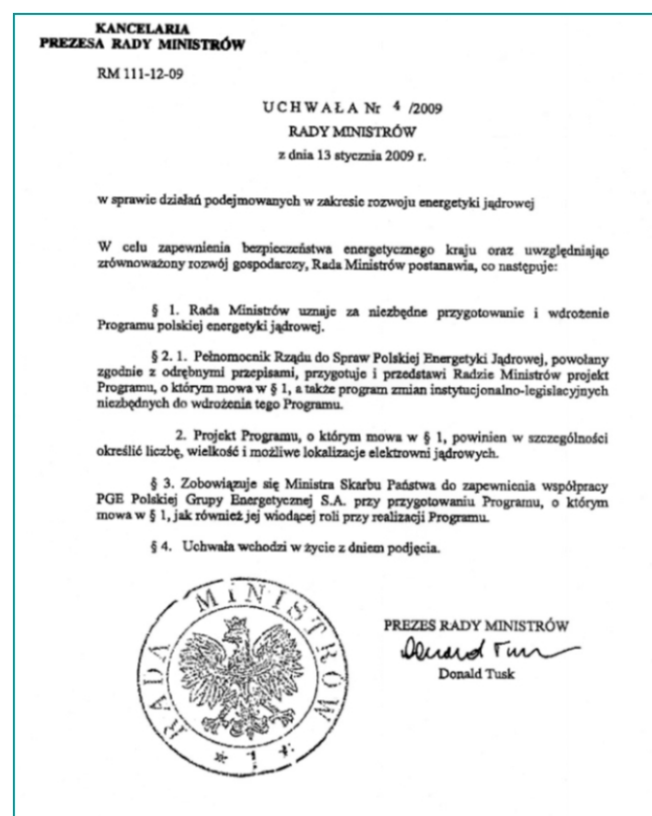 KANCELARIA
PREZESA RADY MINISTRÓW
RM 111-12-09
UCHWAŁA Nr 4 /2009
RADY MINISTRÓW
z dnia 13 stycznia 2009 r.
w sprawie działań podejmowanych w zakresie rozwoju energetyki jądrowej
W celu zapewnienia bezpieczeństwa energetycznego kraju oraz uwzględniając
zrównoważony rozwój gospodarczy, Rada Ministrów postanawia, co następuje:
§ 1. Rada Ministrów uznaje za niezbędne przygotowanie i wdrożenie
Programu polskiej energetyki jądrowej.
§ 2. 1. Pełnomocnik Rządu do Spraw Polskiej Energetyki Jądrowej, powołany
zgodnie z odrębnymi przepisami, przygotuje i przedstawi Radzie Ministrów projekt
Programu, o którym mowa w § 1, a także program zmian instytucjonalno-legislacyjnych
niezbędnych do wdrożenia tego Programu.
2. Projekt Programu, o którym mowa w § 1, powinien w szczególności
określić liczbę, wielkość i możliwe lokalizacje elektrowni jądrowych.
§ 3. Zobowiązuje się Ministra Skarbu Państwa do zapewnienia współpracy
PGE Polskiej Grupy Energetycznej S.A. przy przygotowaniu Programu, o którym
mowa w § 1, jak również jej wiodącej roli przy realizacji Programu.
§ 4. Uchwała wchodzi w życie z dniem podjęcia.
RADA MINISTRÓW
* 1 *
PREZES RADY MINISTRÓW
Donald Tusk
Donald Tusk